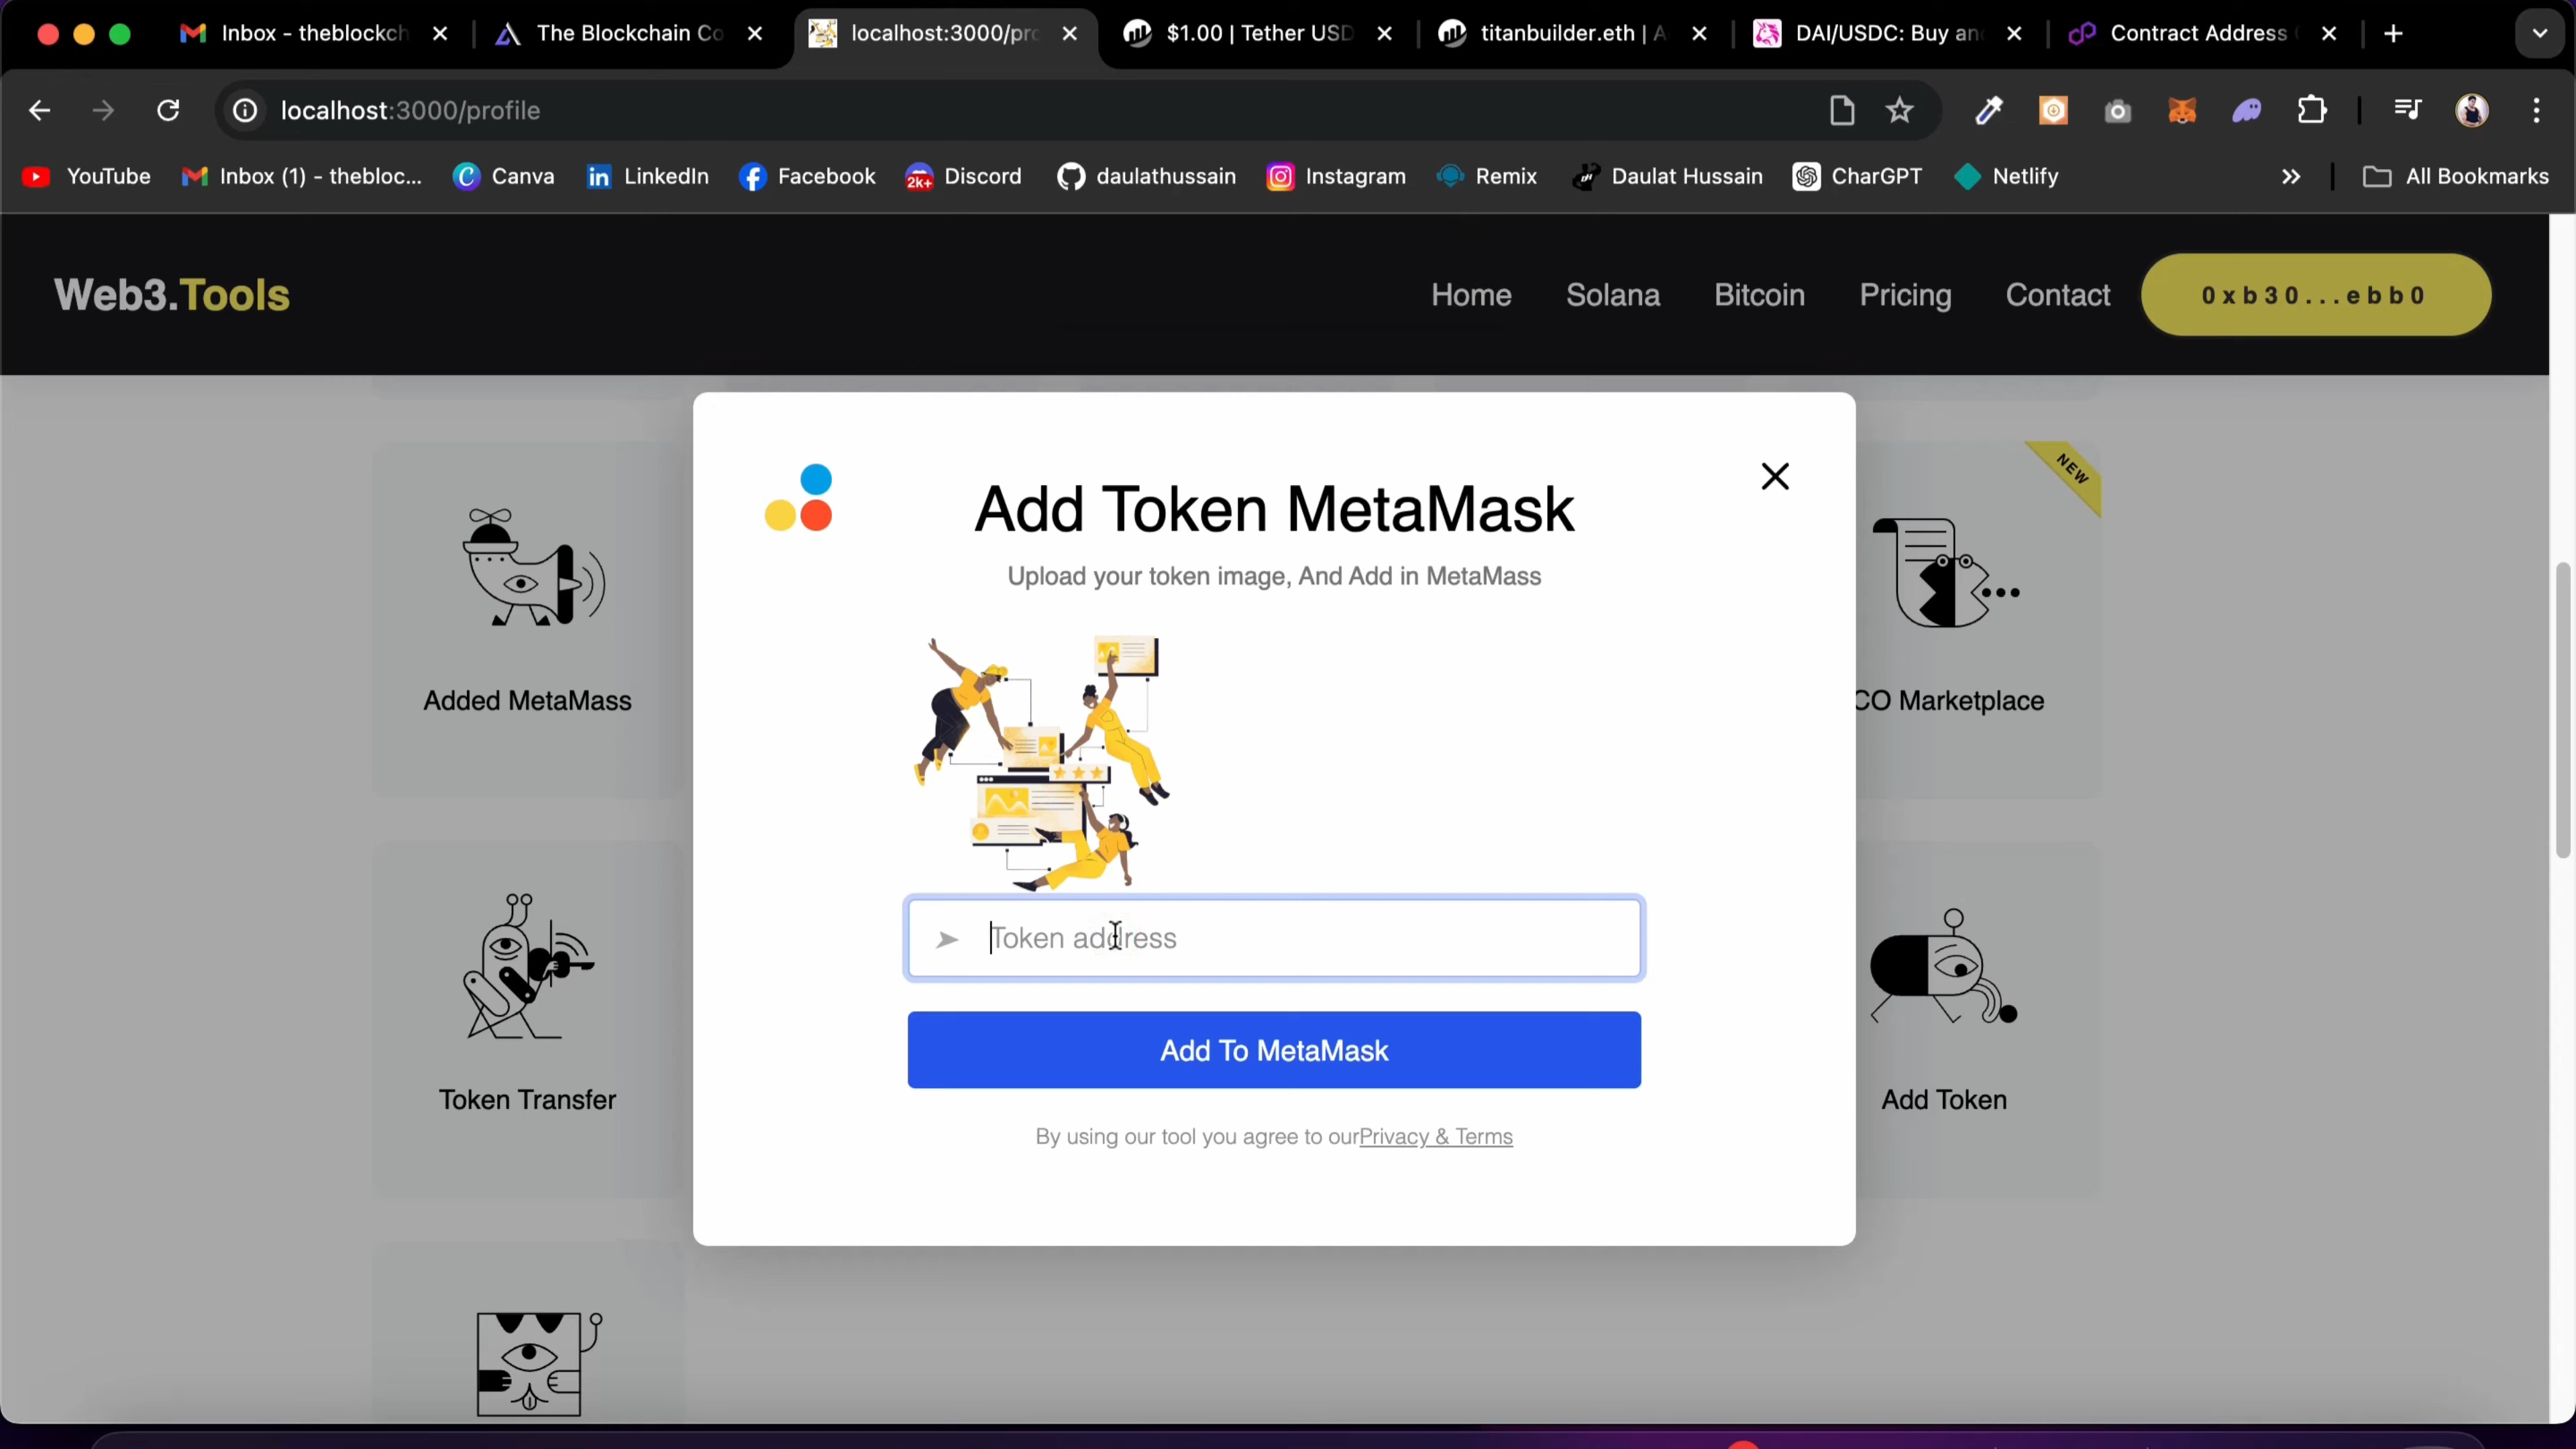 Inbox - theblockch
The Blockchain Co
localhost:3000/pro
$1.00 | Tether USD
titanbuilder.eth | A
DAI/USDC: Buy and
Contract Address
localhost:3000/profile
YouTube
Inbox (1) - thebloc...
Canva
LinkedIn
Facebook
2k+
Discord
daulathussain
Instagram
Remix
Daulat Hussain
CharGPT
Netlify
All Bookmarks
Web3.Tools
Home
Solana
Bitcoin
Pricing
Contact
0xb30...ebb0
Add Token MetaMask
Upload your token image, And Add in MetaMass
NEW
Added MetaMass
CO Marketplace
Token address
Add To MetaMask
Token Transfer
Add Token
By using our tool you agree to ourPrivacy & Terms